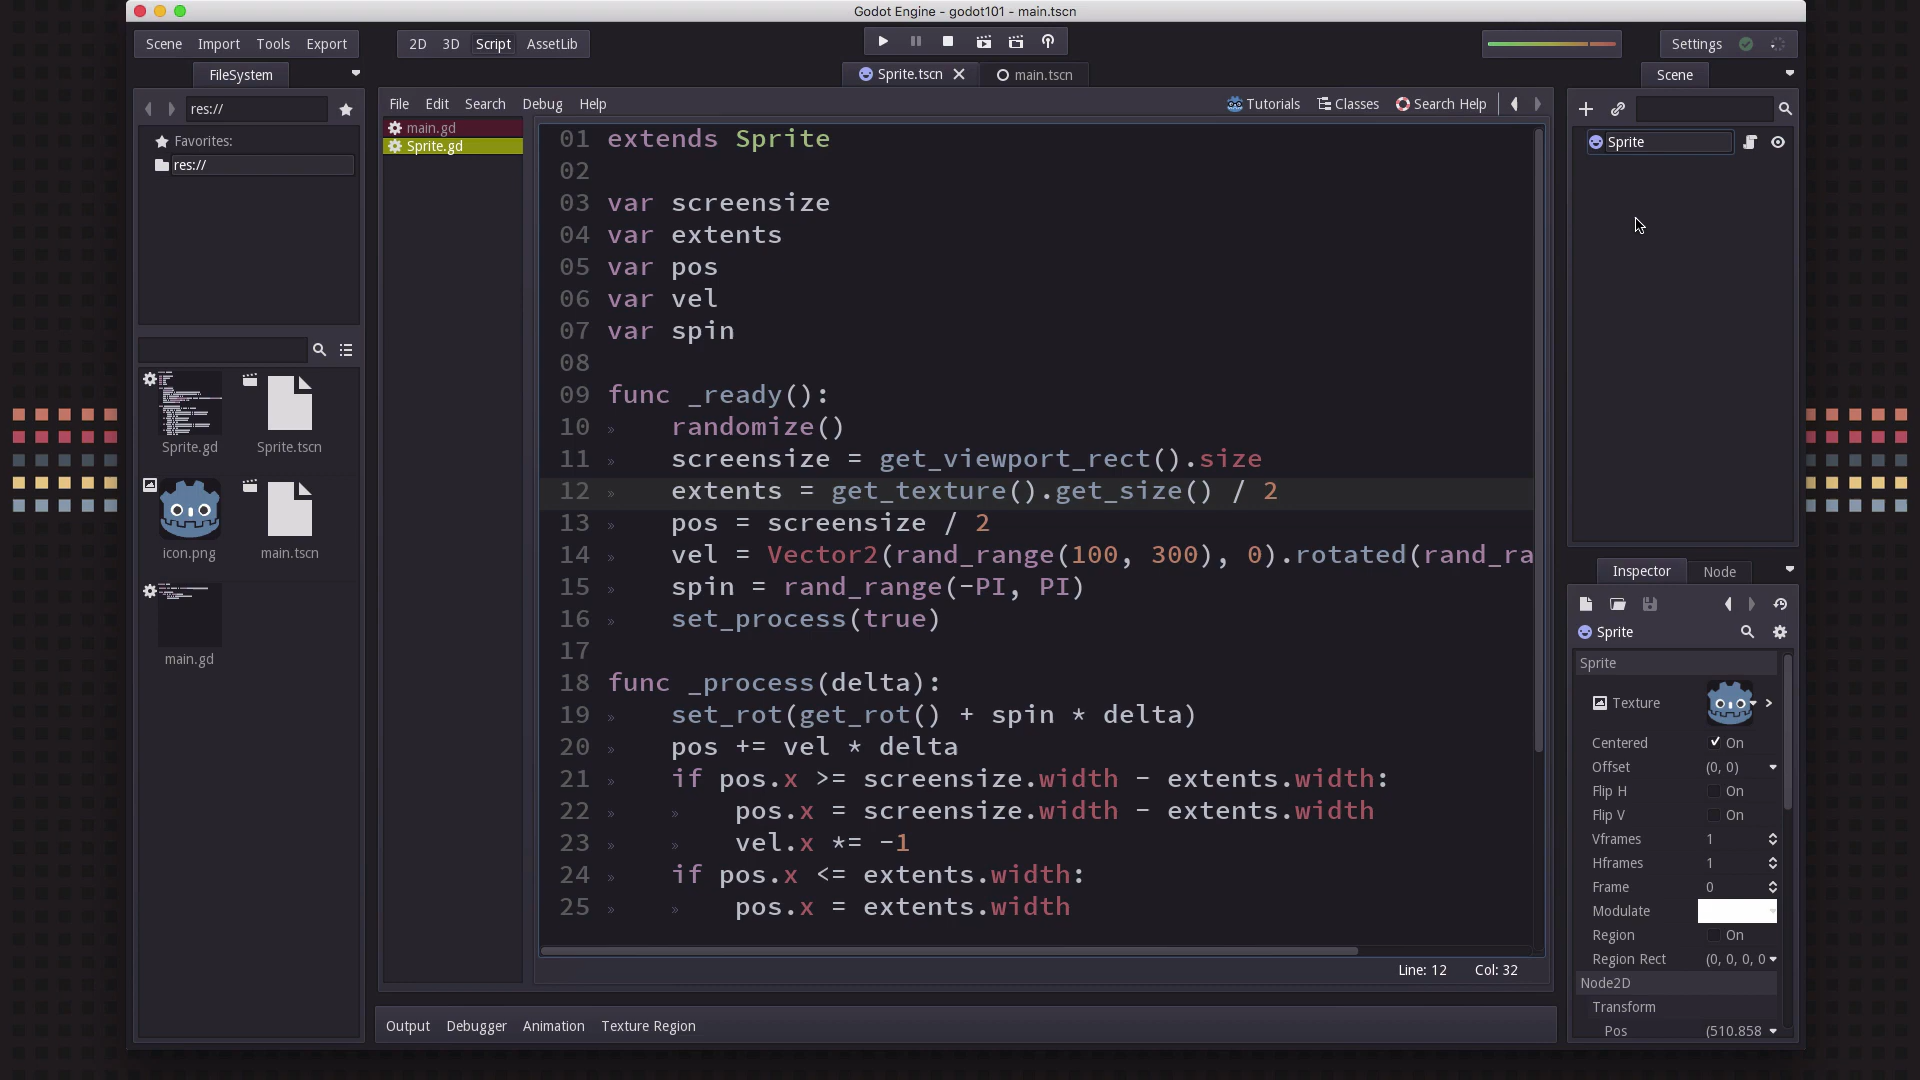 Godot Engine - godot101 - main.tscn
Scene Import Tools Export
2D 3D Script AssetLib
Settings
FileSystem
Sprite.tscn
main.tscn
Scene
res://
File Edit Search Debug Help
Tutorials Classes Search Help
Favorites:
res://
main.gd
Sprite.gd
Sprite
Sprite.gd
Sprite.tscn
icon.png
main.tscn
main.gd
01 extends Sprite
02
03 var screensize
04 var extents
05 var pos
06 var vel
07 var spin
08
09 func _ready():
10 » randomize()
11 » screensize = get_viewport_rect().size
12 » extents = get_texture().get_size() / 2
13 » pos = screensize / 2
14 » vel = Vector2(rand_range(100, 300), 0).rotated(rand_ra
15 » spin = rand_range(-PI, PI)
16 » set_process(true)
17
18 func _process(delta):
19 » set_rot(get_rot() + spin * delta)
20 » pos += vel * delta
21 » if pos.x >= screensize.width - extents.width:
22 » » pos.x = screensize.width - extents.width
23 » » vel.x *= -1
24 » if pos.x <= extents.width:
25 » » pos.x = extents.width
Line: 12 Col: 32
Output Debugger Animation Texture Region
Inspector Node
Sprite
Sprite
Texture
Centered On
Offset (0, 0)
Flip H On
Flip V On
Vframes 1
Hframes 1
Frame 0
Modulate
Region On
Region Rect (0, 0, 0, 0
Node2D
Transform
Pos (510.858